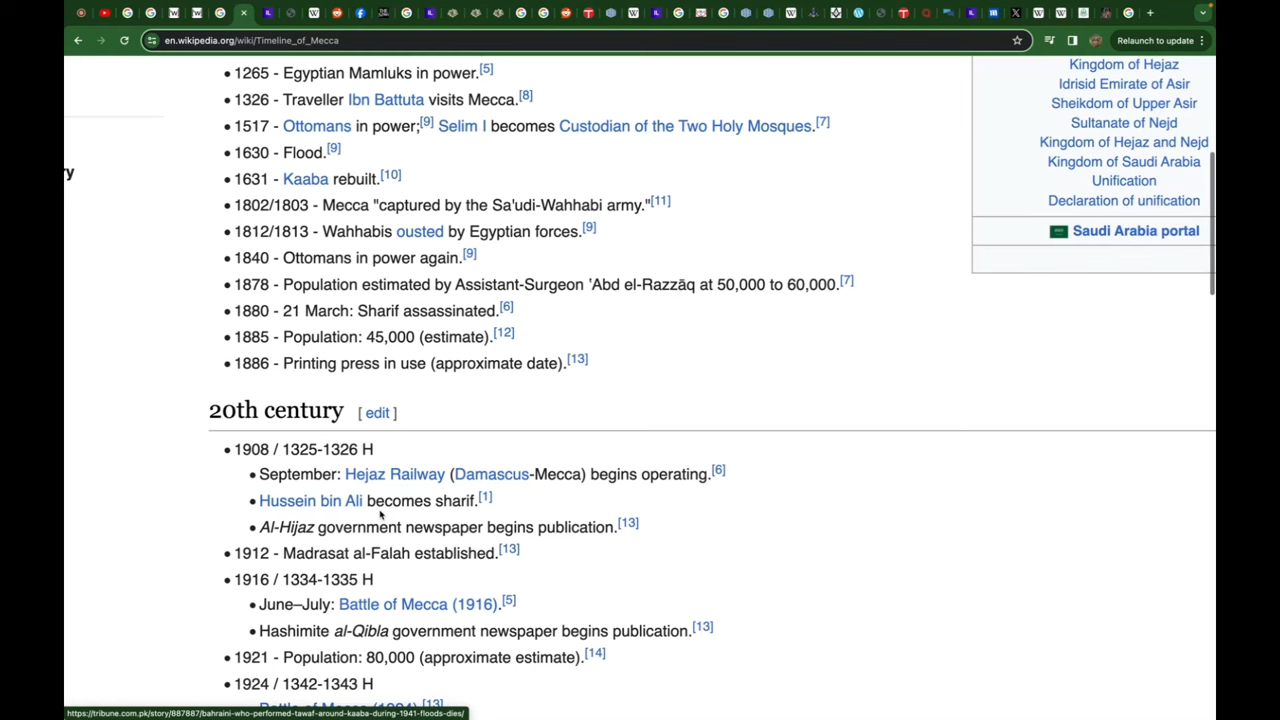 en.wikipedia.org/wiki/Timeline_of_Mecca
Relaunch to update
ry
• 1265 - Egyptian Mamluks in power.[5]
• 1326 - Traveller Ibn Battuta visits Mecca.[8]
• 1517 - Ottomans in power;[9] Selim I becomes Custodian of the Two Holy Mosques.[7]
• 1630 - Flood.[9]
• 1631 - Kaaba rebuilt.[10]
• 1802/1803 - Mecca "captured by the Sa'udi-Wahhabi army."[11]
• 1812/1813 - Wahhabis ousted by Egyptian forces.[9]
• 1840 - Ottomans in power again.[9]
• 1878 - Population estimated by Assistant-Surgeon 'Abd el-Razzāq at 50,000 to 60,000.[7]
• 1880 - 21 March: Sharif assassinated.[6]
• 1885 - Population: 45,000 (estimate).[12]
• 1886 - Printing press in use (approximate date).[13]
20th century [ edit ]
• 1908 / 1325-1326 H
• September: Hejaz Railway (Damascus-Mecca) begins operating.[6]
• Hussein bin Ali becomes sharif.[1]
• Al-Hijaz government newspaper begins publication.[13]
• 1912 - Madrasat al-Falah established.[13]
• 1916 / 1334-1335 H
• June–July: Battle of Mecca (1916).[5]
• Hashimite al-Qibla government newspaper begins publication.[13]
• 1921 - Population: 80,000 (approximate estimate).[14]
• 1924 / 1342-1343 H
Battle of Mecca (1924).[13]
Kingdom of Hejaz
Idrisid Emirate of Asir
Sheikdom of Upper Asir
Sultanate of Nejd
Kingdom of Hejaz and Nejd
Kingdom of Saudi Arabia
Unification
Declaration of unification
Saudi Arabia portal
https://tribune.com.pk/story/887887/bahraini-who-performed-tawaf-around-kaaba-during-1941-floods-dies/